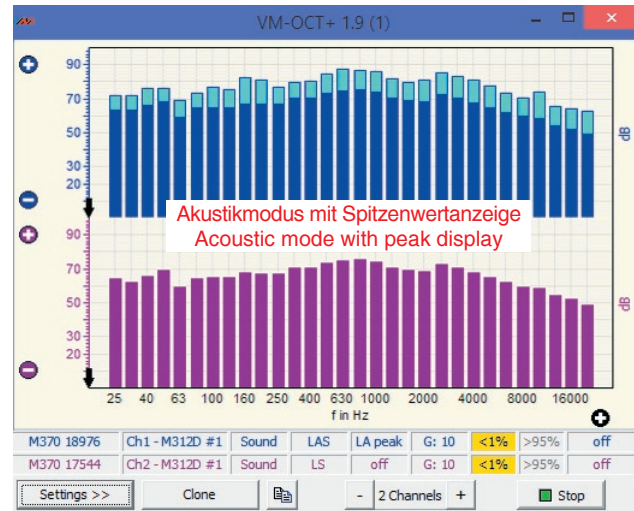 VM-OCT+ 1.9 (1)
90
70
50
30
20
dB
Akustikmodus mit Spitzenwertanzeige
Acoustic mode with peak display
90
70
50
30
20
dB
25 40 63 100 160 250 400 630 1000 2000 4000 8000 16000
f in Hz
M370 18976 Ch1 - M312D #1 Sound LAS LA peak G: 10 <1% >95% off
M370 17544 Ch2 - M312D #1 Sound LS off G: 10 <1% >95% off
Settings >> Clone - 2 Channels + Stop